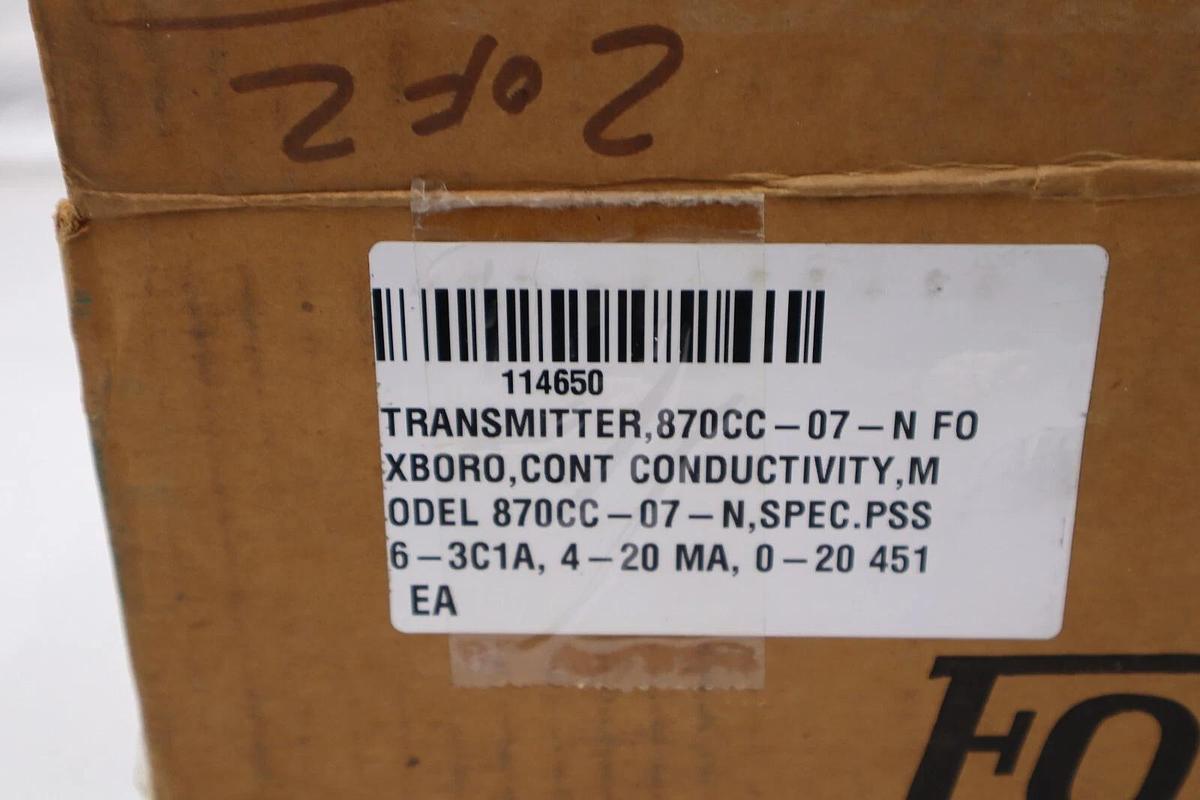 2 OF 2
114650
TRANSMITTER,870CC-07-N FO
XBORO,CONT CONDUCTIVITY,M
ODEL 870CC-07-N,SPEC.PSS
6-3C1A, 4-20 MA, 0-20 451
EA
FO